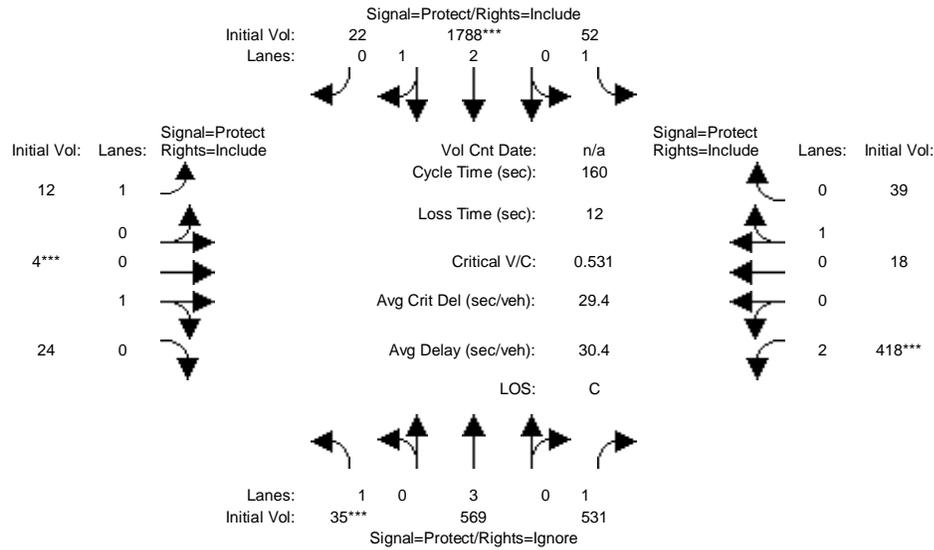 Signal=Protect/Rights=Include
Initial Vol: 22 1788*** 52
Lanes: 0 1 2 0 1
Signal=Protect
Initial Vol: Lanes: Rights=Include
Vol Cnt Date: n/a
Signal=Protect
Rights=Include Lanes: Initial Vol:
Cycle Time (sec): 160
12 1
0 39
Loss Time (sec): 12
0
1
4*** 0
Critical V/C: 0.531
0 18
1
Avg Crit Del (sec/veh): 29.4
0
24 0
Avg Delay (sec/veh): 30.4
2 418***
LOS: C
Lanes: 1 0 3 0 1
Initial Vol: 35*** 569 531
Signal=Protect/Rights=Ignore